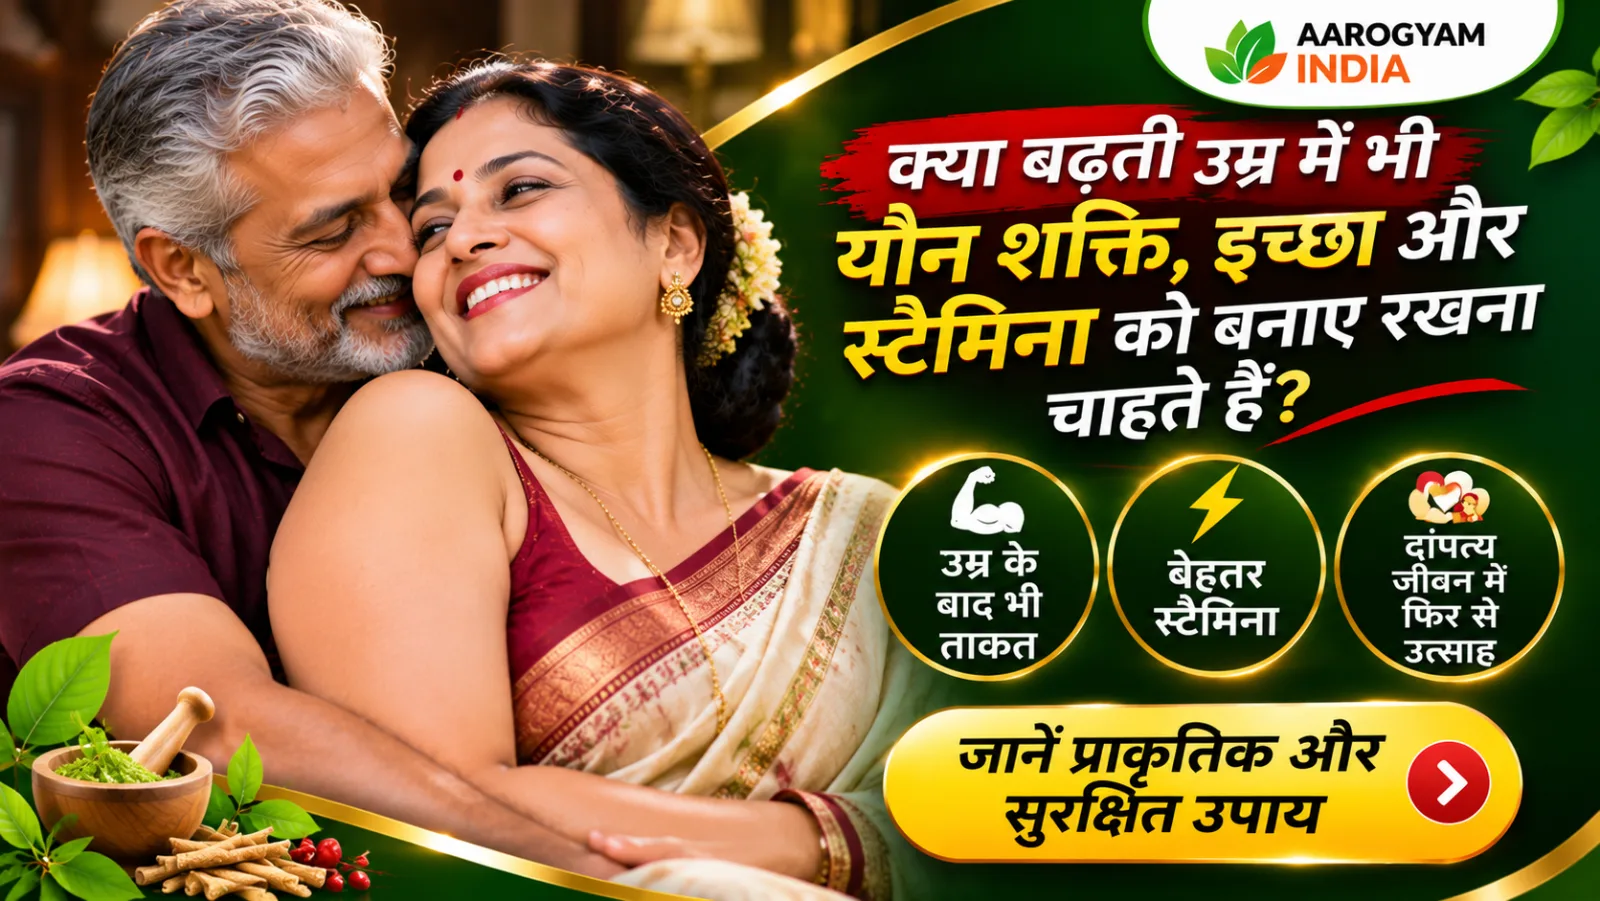 AAROGYAM
INDIA
क्या बढ़ती उम्र में भी
यौन शक्ति, इच्छा और
स्टैमिना को बनाए रखना
चाहते हैं?
उम्र के
बाद भी
ताकत
बेहतर
स्टैमिना
दांपत्य
जीवन में
फिर से
उत्साह
जानें प्राकृतिक और
सुरक्षित उपाय